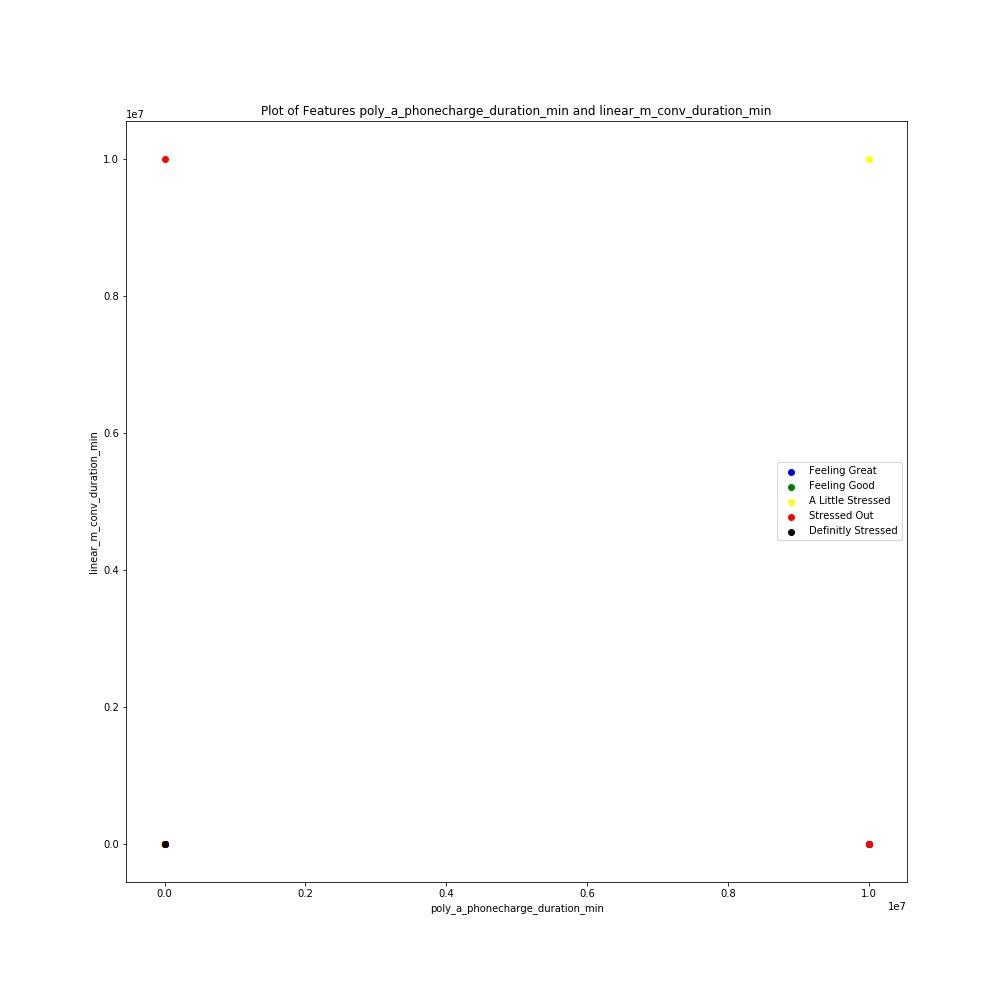 Plot of Features poly_a_phonecharge_duration_min and linear_m_conv_duration_min
1e7
1.0
0.8
0.6
0.4
0.2
0.0
linear_m_conv_duration_min
Feeling Great
Feeling Good
A Little Stressed
Stressed Out
Definitly Stressed
0.0 0.2 0.4 0.6 0.8 1.0
1e7
poly_a_phonecharge_duration_min